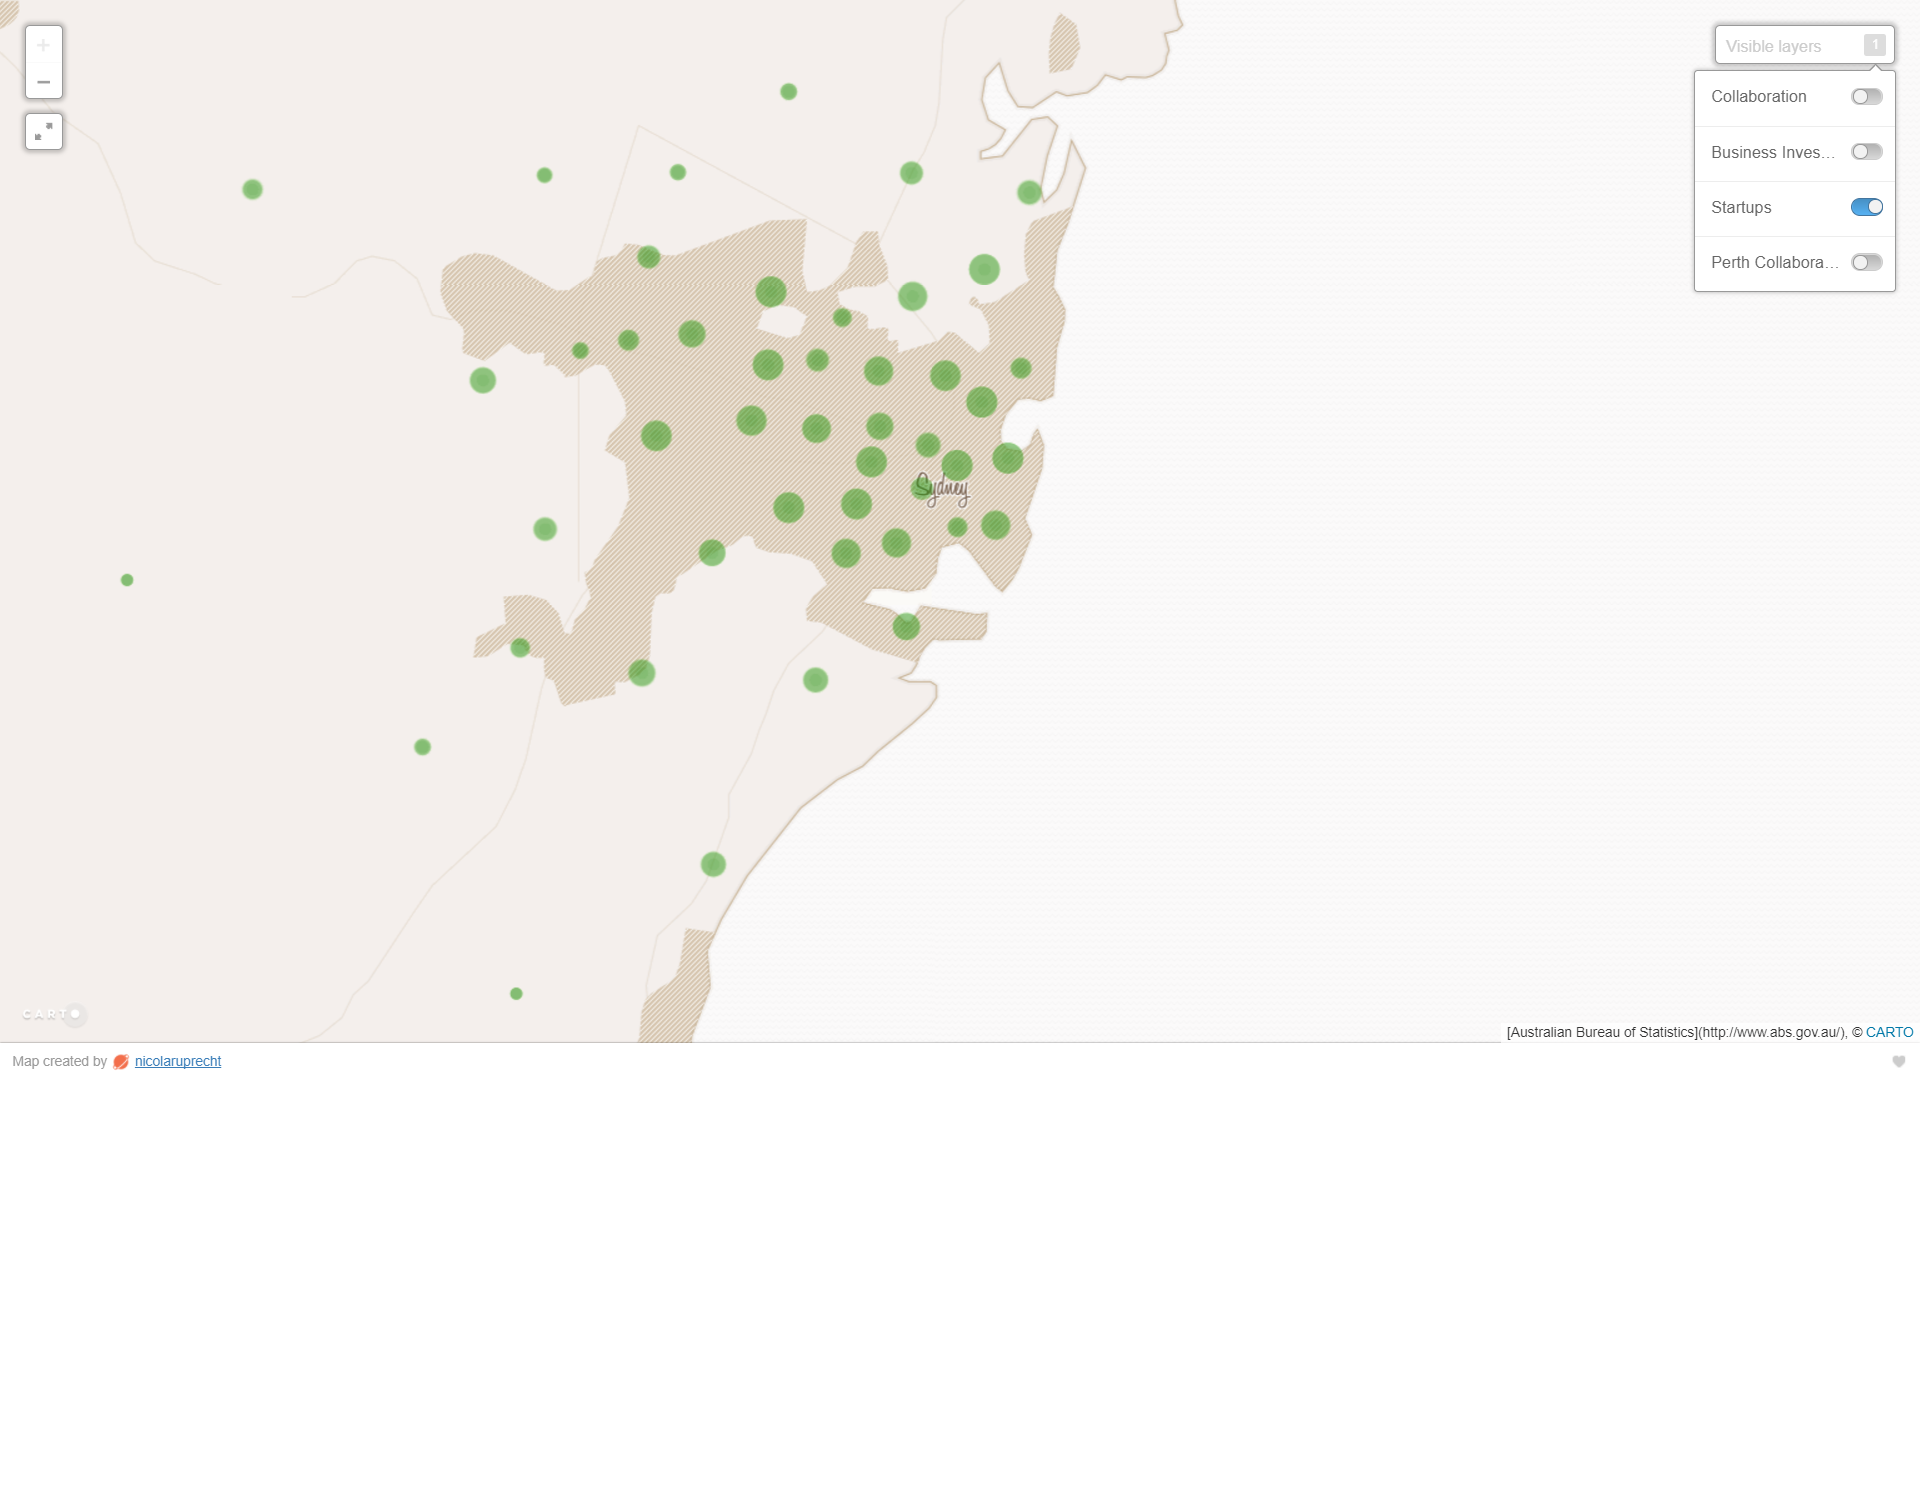 Visible layers 1
Collaboration
Business Inves...
Startups
Perth Collabora...
Sydney
CARTO
[Australian Bureau of Statistics](http://www.abs.gov.au/), © CARTO
Map created by nicolaruprecht